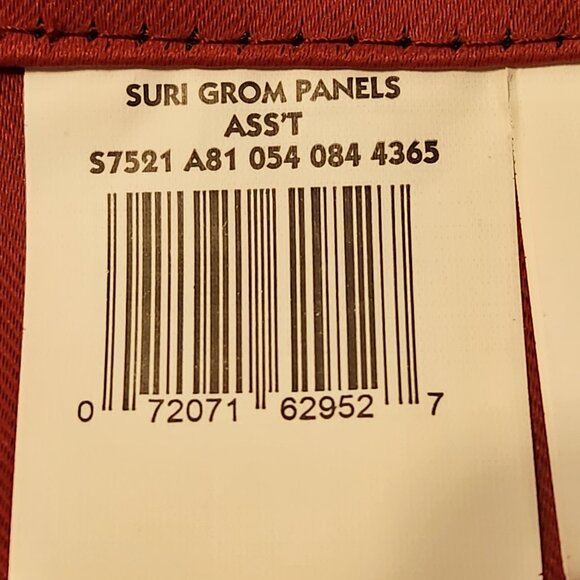 SURI GROM PANELS
ASS'T
S7521 A81 054 084 4365
0 72071 62952 7